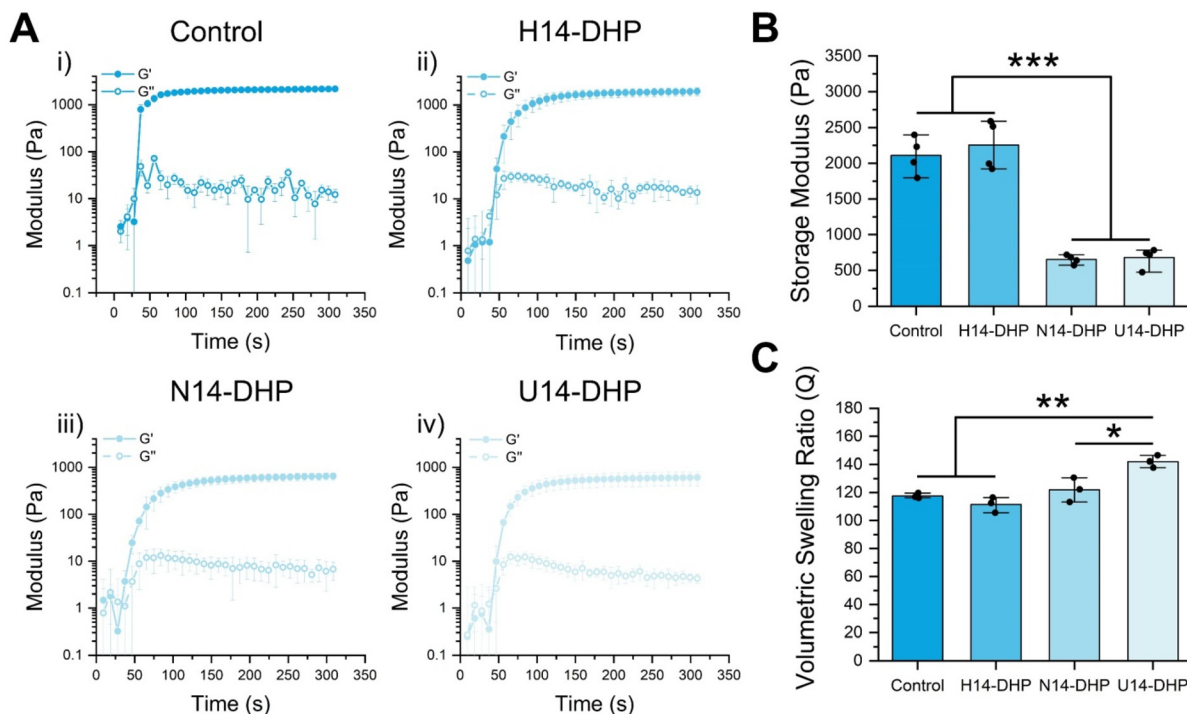 A
Control
i)
G'
G"
1000
100
10
1
0.1
Modulus (Pa)
0 50 100 150 200 250 300 350
Time (s)
H14-DHP
ii)
G'
G"
1000
100
10
1
0.1
Modulus (Pa)
0 50 100 150 200 250 300 350
Time (s)
N14-DHP
iii)
G'
G"
1000
100
10
1
0.1
Modulus (Pa)
0 50 100 150 200 250 300 350
Time (s)
U14-DHP
iv)
G'
G"
1000
100
10
1
0.1
Modulus (Pa)
0 50 100 150 200 250 300 350
Time (s)
B
Storage Modulus (Pa)
3500
3000
2500
2000
1500
1000
500
0
***
Control H14-DHP N14-DHP U14-DHP
C
Volumetric Swelling Ratio (Q)
180
160
140
120
100
80
60
40
20
0
**
*
Control H14-DHP N14-DHP U14-DHP